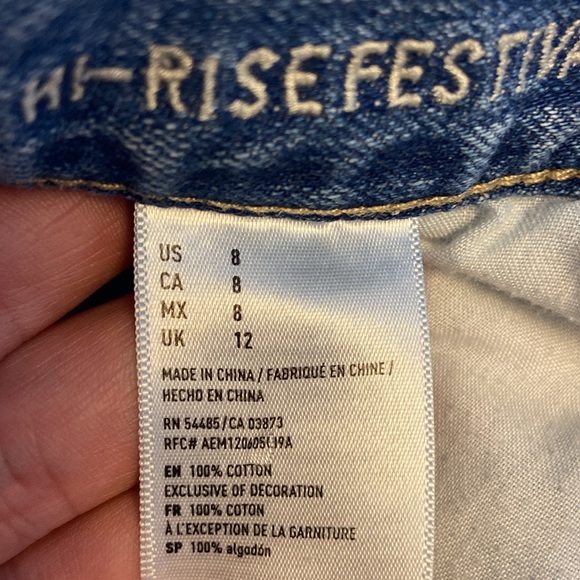 HI-RISE FESTIVA
US 8
CA 8
MX 8
UK 12
MADE IN CHINA / FABRIQUÉ EN CHINE /
HECHO EN CHINA
RN 54485/CA 03873
RFC#
EN 100% COTTON
EXCLUSIVE OF DECORATION
FR 100% COTON
À L'EXCEPTION DE LA GARNITURE
SP 100% algodón